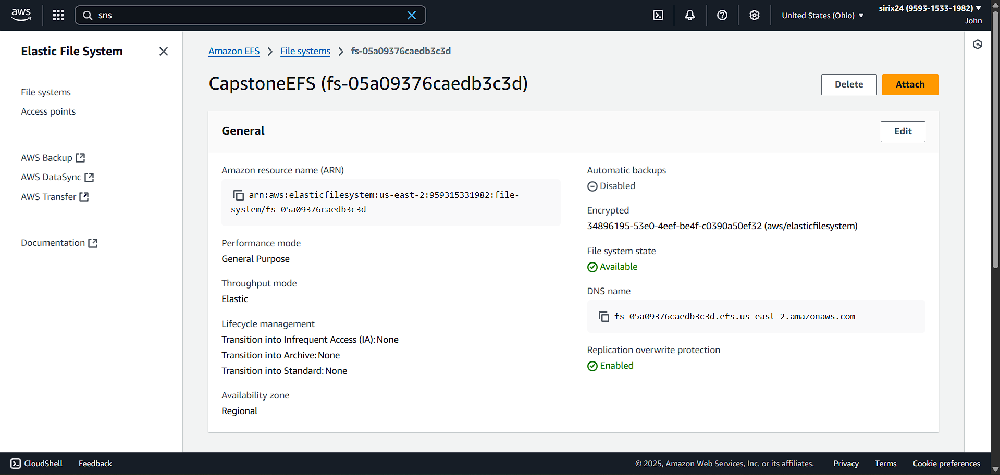 aws
sns
United States (Ohio)
sirix24 (9593-1533-1982)
John
Elastic File System
File systems
Access points
AWS Backup
AWS DataSync
AWS Transfer
Documentation
Amazon EFS
File systems
fs-05a09376caedb3c3d
CapstoneEFS (fs-05a09376caedb3c3d)
Delete
Attach
General
Edit
Amazon resource name (ARN)
arn:aws:elasticfilesystem:us-east-2:959315331982:file-
system/fs-05a09376caedb3c3d
Performance mode
General Purpose
Throughput mode
Elastic
Lifecycle management
Transition into Infrequent Access (IA): None
Transition into Archive: None
Transition into Standard: None
Availability zone
Regional
Automatic backups
Disabled
Encrypted
34896195-53e0-4eef-be4f-c0390a50ef32 (aws/elasticfilesystem)
File system state
Available
DNS name
fs-05a09376caedb3c3d.efs.us-east-2.amazonaws.com
Replication overwrite protection
Enabled
CloudShell
Feedback
© 2025, Amazon Web Services, Inc. or its affiliates.
Privacy
Terms
Cookie preferences